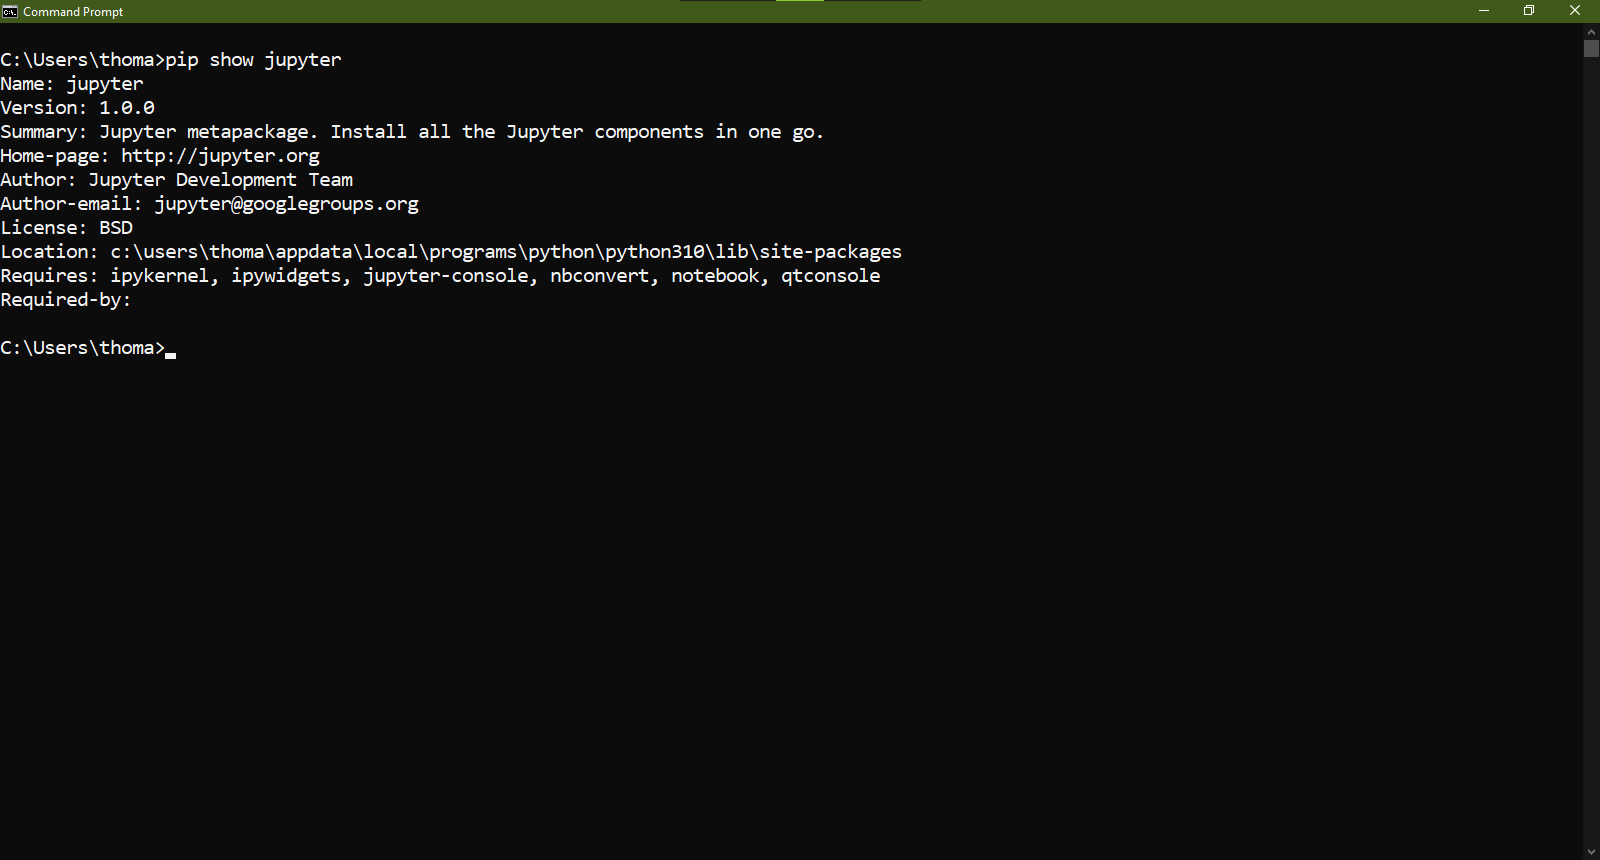 Command Prompt
C:\Users\thoma>pip show jupyter
Name: jupyter
Version: 1.0.0
Summary: Jupyter metapackage. Install all the Jupyter components in one go.
Home-page: http://jupyter.org
Author: Jupyter Development Team
Author-email: jupyter@googlegroups.org
License: BSD
Location: c:\users\thoma\appdata\local\programs\python\python310\lib\site-packages
Requires: ipykernel, ipywidgets, jupyter-console, nbconvert, notebook, qtconsole
Required-by:
C:\Users\thoma>